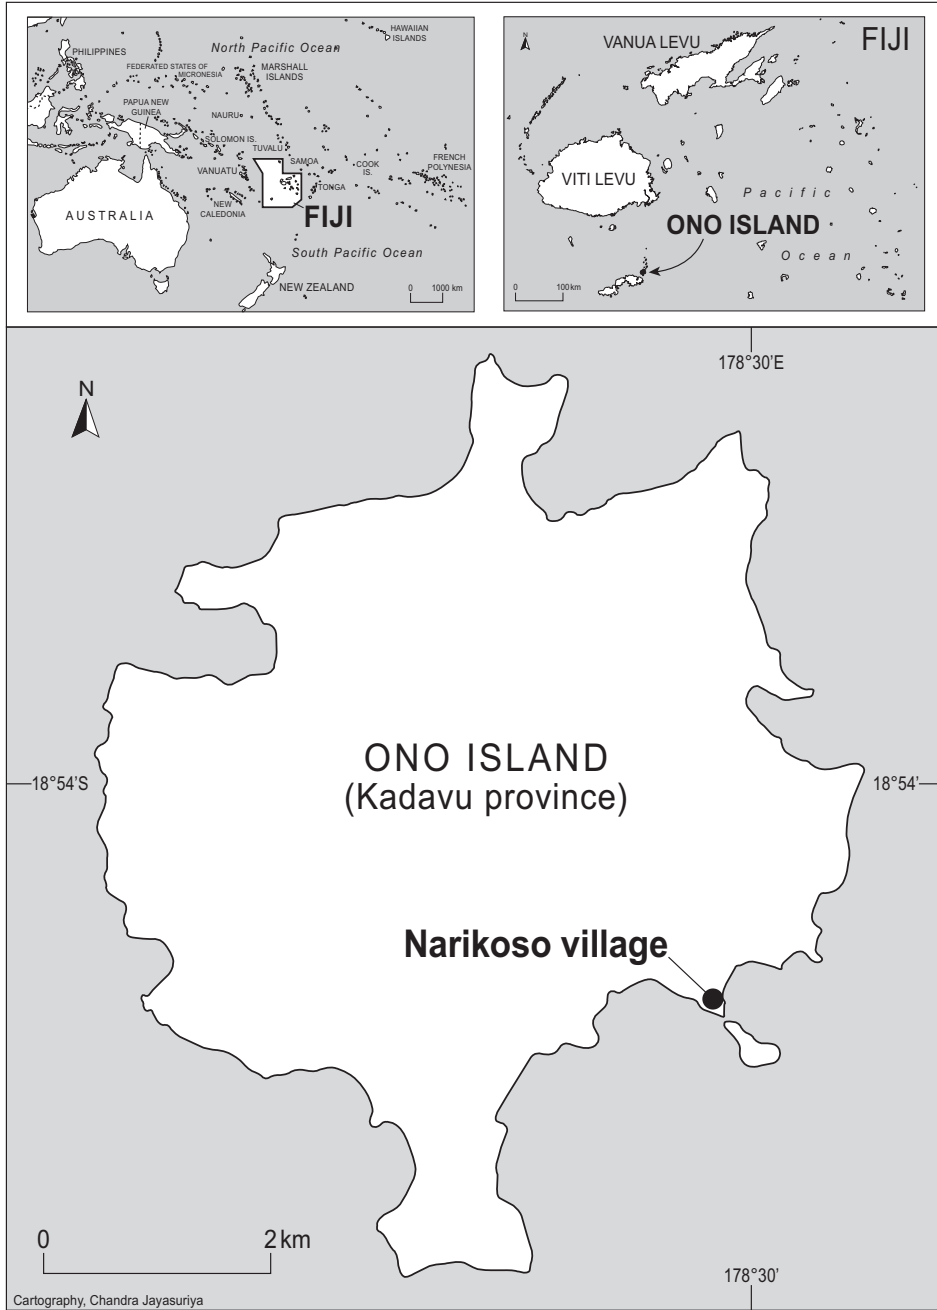 North Pacific Ocean
HAWAIIAN
ISLANDS
PHILIPPINES
FEDERATED STATES OF
MICRONESIA
MARSHALL
ISLANDS
PAPUA NEW
GUINEA
NAURU
SOLOMON IS.
TUVALU
VANUATU
SAMOA
COOK
IS.
FRENCH
POLYNESIA
TONGA
NEW
CALEDONIA
FIJI
AUSTRALIA
South Pacific Ocean
NEW ZEALAND
0 1000 km
N
VANUA LEVU
FIJI
VITI LEVU
Pacific
ONO ISLAND
Ocean
0 100km
178°30'E
N
ONO ISLAND
(Kadavu province)
18°54'S
18°54'
Narikoso village
0 2 km
178°30'
Cartography, Chandra Jayasuriya